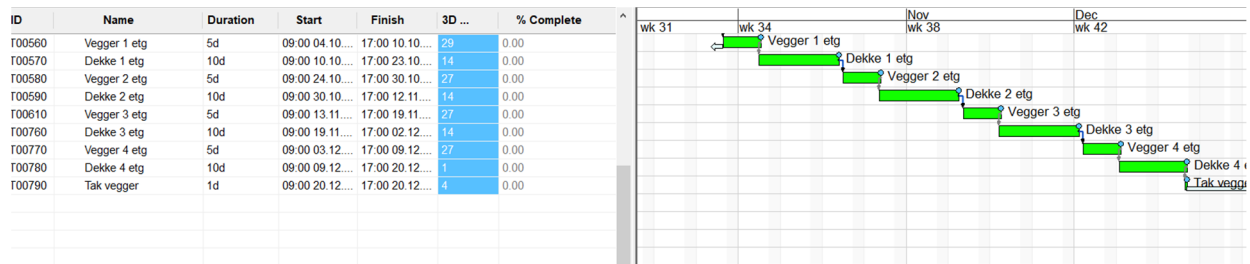 ID Name Duration Start Finish 3D ... % Complete
Nov Dec
wk 31 wk 34 wk 38 wk 42
T00560 Vegger 1 etg 5d 09:00 04.10.... 17:00 10.10.... 29 0.00 Vegger 1 etg
T00570 Dekke 1 etg 10d 09:00 10.10.... 17:00 23.10.... 14 0.00 Dekke 1 etg
T00580 Vegger 2 etg 5d 09:00 24.10.... 17:00 30.10.... 27 0.00 Vegger 2 etg
T00590 Dekke 2 etg 10d 09:00 30.10.... 17:00 12.11.... 14 0.00 Dekke 2 etg
T00610 Vegger 3 etg 5d 09:00 13.11.... 17:00 19.11.... 27 0.00 Vegger 3 etg
T00760 Dekke 3 etg 10d 09:00 19.11.... 17:00 02.12.... 14 0.00 Dekke 3 etg
T00770 Vegger 4 etg 5d 09:00 03.12.... 17:00 09.12.... 27 0.00 Vegger 4 etg
T00780 Dekke 4 etg 10d 09:00 09.12.... 17:00 20.12.... 1 0.00 Dekke 4 e
T00790 Tak vegger 1d 09:00 20.12.... 17:00 20.12.... 4 0.00 Tak vegge